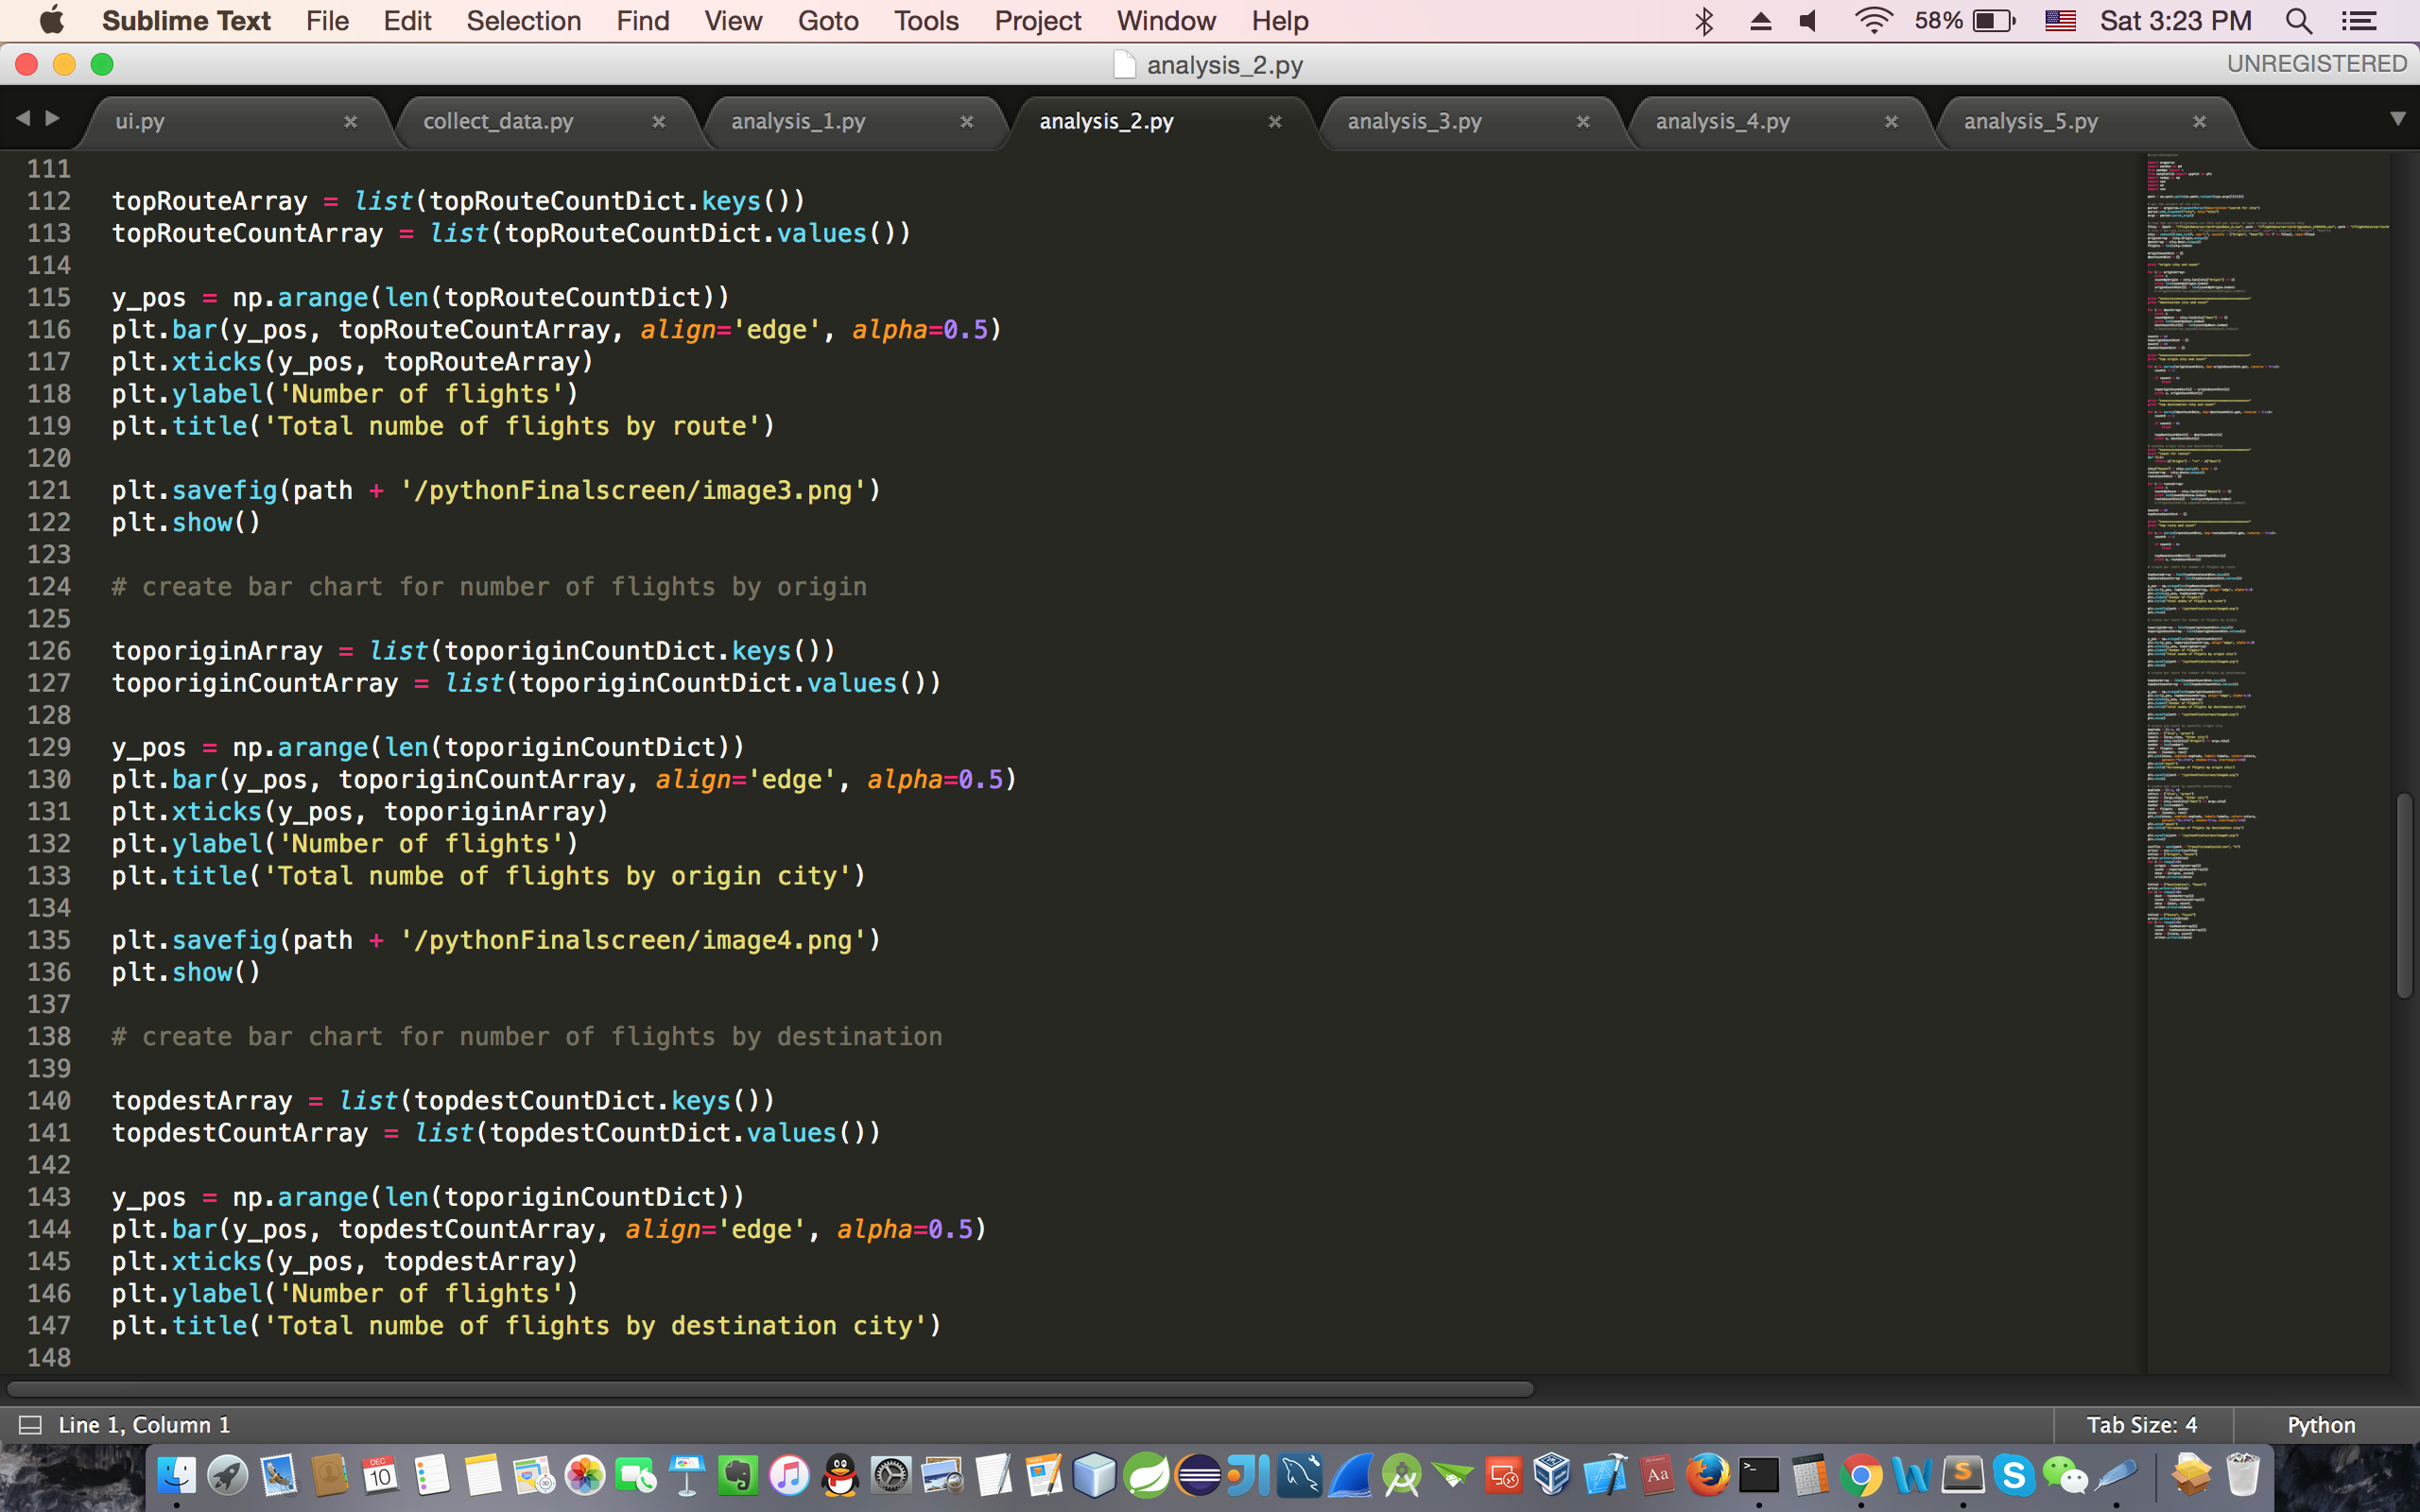 Sublime Text File Edit Selection Find View Goto Tools Project Window Help 58% Sat 3:23 PM
analysis_2.py UNREGISTERED
ui.py collect_data.py analysis_1.py analysis_2.py analysis_3.py analysis_4.py analysis_5.py
111
112 topRouteArray = list(topRouteCountDict.keys())
113 topRouteCountArray = list(topRouteCountDict.values())
114
115 y_pos = np.arange(len(topRouteCountDict))
116 plt.bar(y_pos, topRouteCountArray, align='edge', alpha=0.5)
117 plt.xticks(y_pos, topRouteArray)
118 plt.ylabel('Number of flights')
119 plt.title('Total numbe of flights by route')
120
121 plt.savefig(path + '/pythonFinalscreen/image3.png')
122 plt.show()
123
124 # create bar chart for number of flights by origin
125
126 toporiginArray = list(toporiginCountDict.keys())
127 toporiginCountArray = list(toporiginCountDict.values())
128
129 y_pos = np.arange(len(toporiginCountDict))
130 plt.bar(y_pos, toporiginCountArray, align='edge', alpha=0.5)
131 plt.xticks(y_pos, toporiginArray)
132 plt.ylabel('Number of flights')
133 plt.title('Total numbe of flights by origin city')
134
135 plt.savefig(path + '/pythonFinalscreen/image4.png')
136 plt.show()
137
138 # create bar chart for number of flights by destination
139
140 topdestArray = list(topdestCountDict.keys())
141 topdestCountArray = list(topdestCountDict.values())
142
143 y_pos = np.arange(len(toporiginCountDict))
144 plt.bar(y_pos, topdestCountArray, align='edge', alpha=0.5)
145 plt.xticks(y_pos, topdestArray)
146 plt.ylabel('Number of flights')
147 plt.title('Total numbe of flights by destination city')
148
Line 1, Column 1 Tab Size: 4 Python
DEC
10